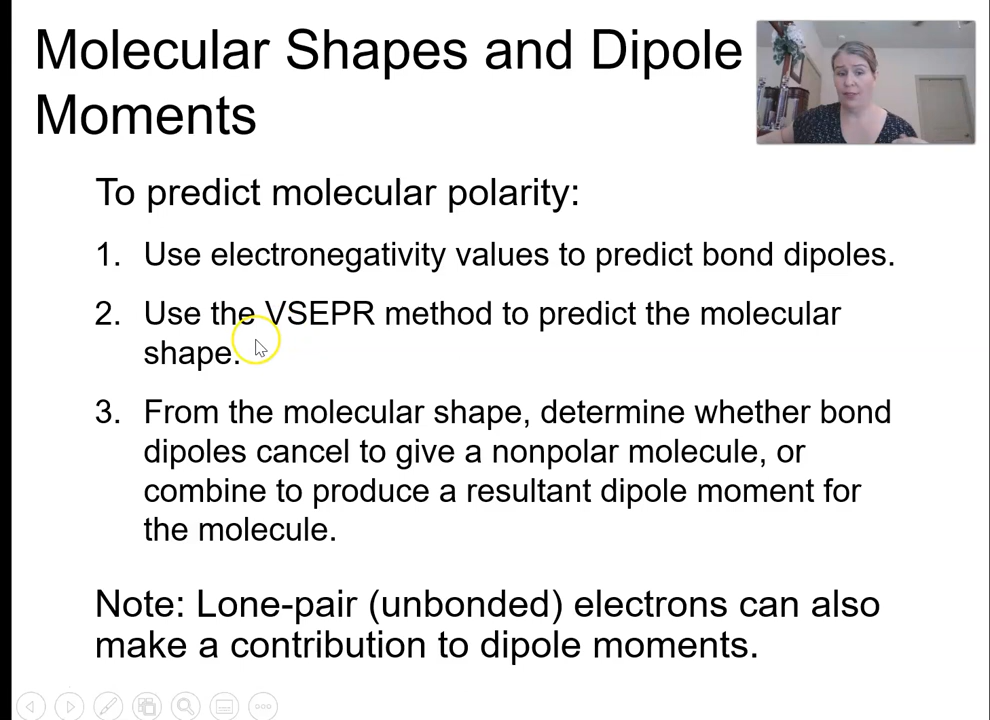 Molecular Shapes and Dipole
Moments
To predict molecular polarity:
1. Use electronegativity values to predict bond dipoles.
2. Use the VSEPR method to predict the molecular
shape.
3. From the molecular shape, determine whether bond
dipoles cancel to give a nonpolar molecule, or
combine to produce a resultant dipole moment for
the molecule.
Note: Lone-pair (unbonded) electrons can also
make a contribution to dipole moments.